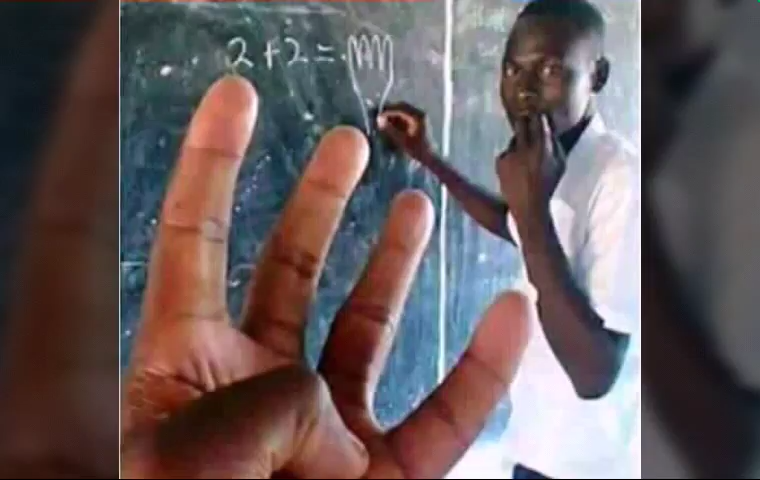 2 + 2 =